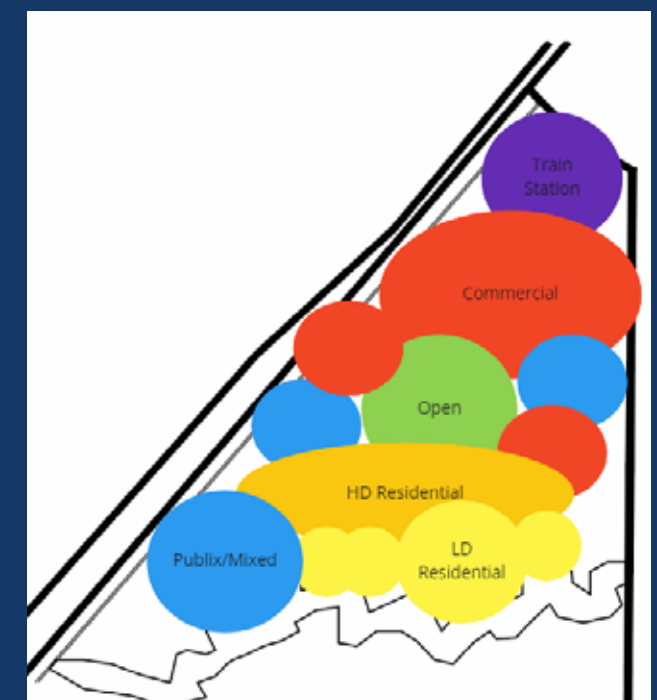 Train
Station
Commercial
Open
HD Residential
Publix/Mixed
LD
Residential